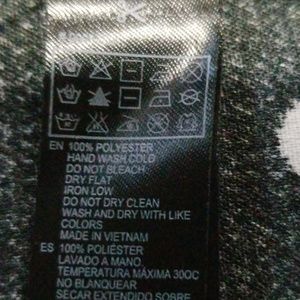 EN 100% POLYESTER
HAND WASH COLD
DO NOT BLEACH
DRY FLAT
IRON LOW
DO NOT DRY CLEAN
WASH AND DRY WITH LIKE
COLORS
MADE IN VIETNAM
ES 100% POLIÉSTER
LAVADO A MANO
TEMPERATURA MÁXIMA 30OC
NO BLANQUEAR
SECAR EXTENDIDO SOBRE